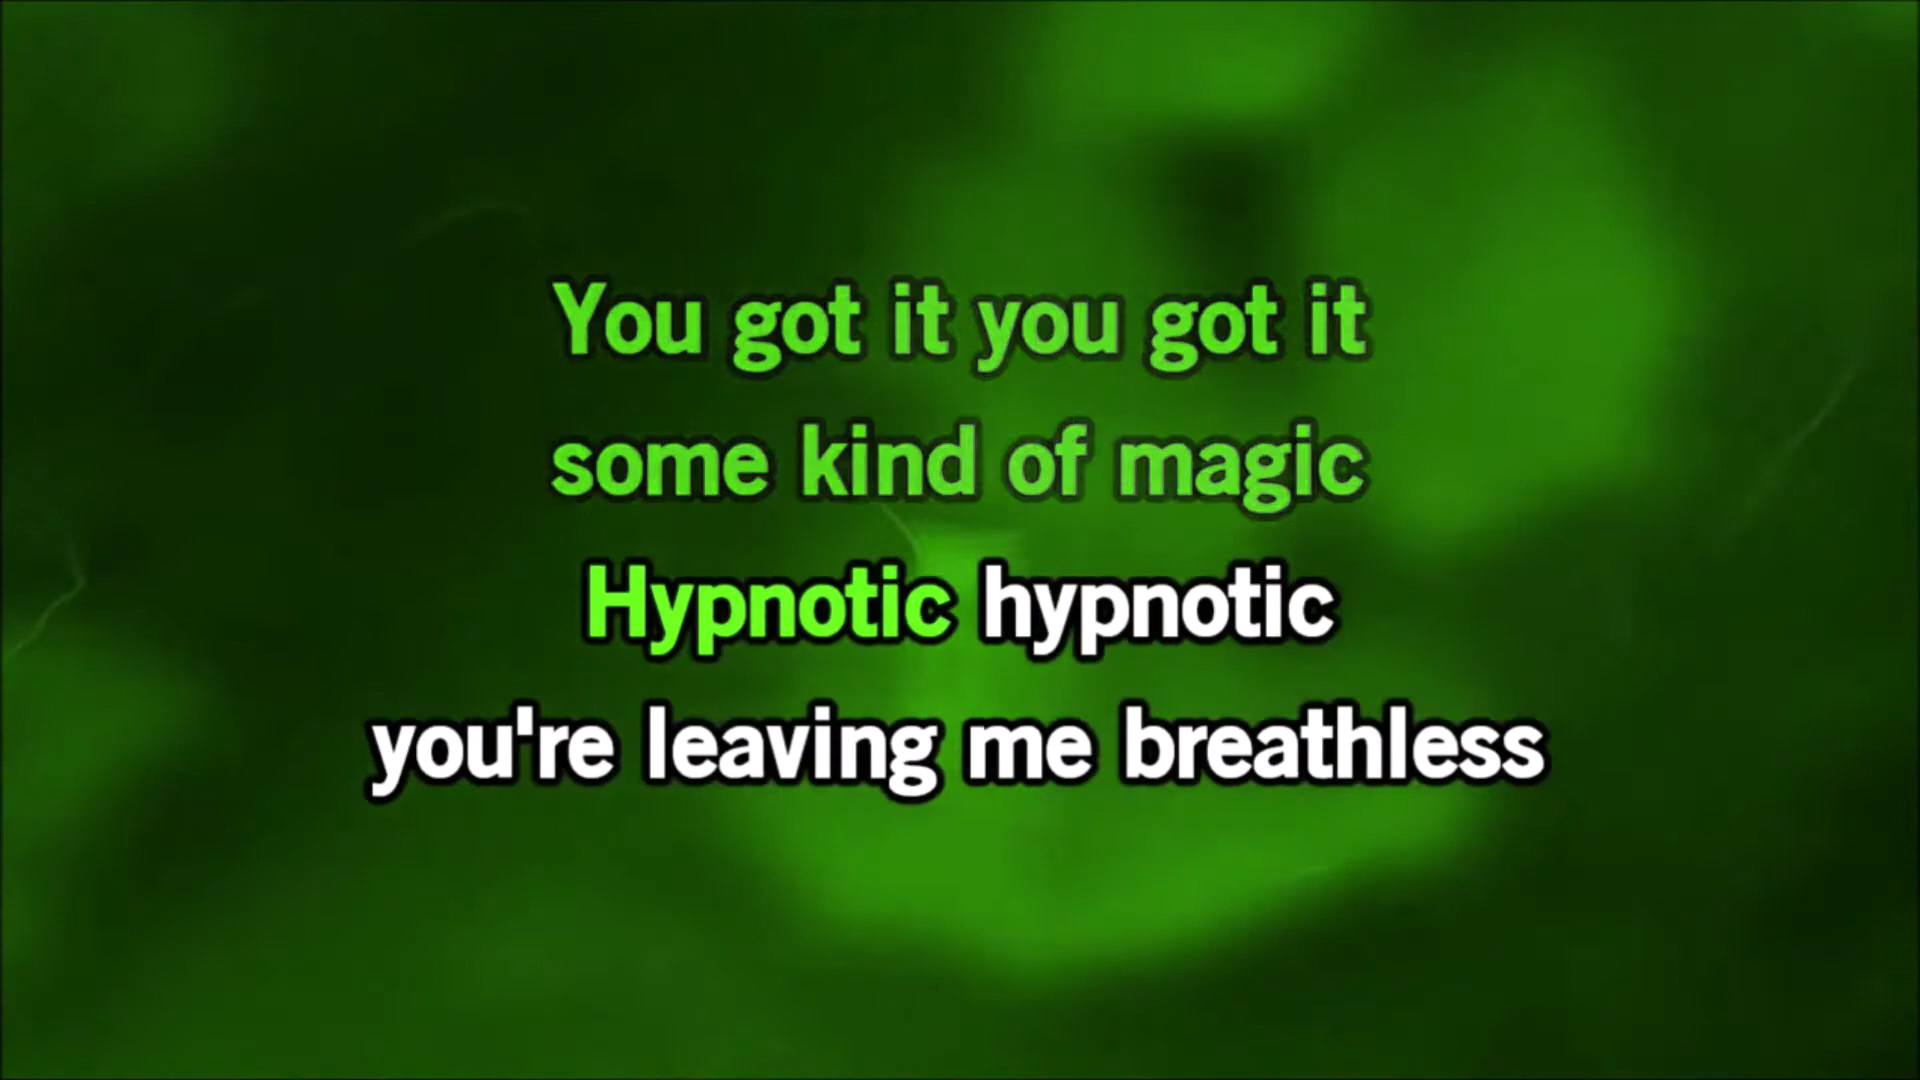 You got it you got it
some kind of magic
Hypnotic hypnotic
you're leaving me breathless